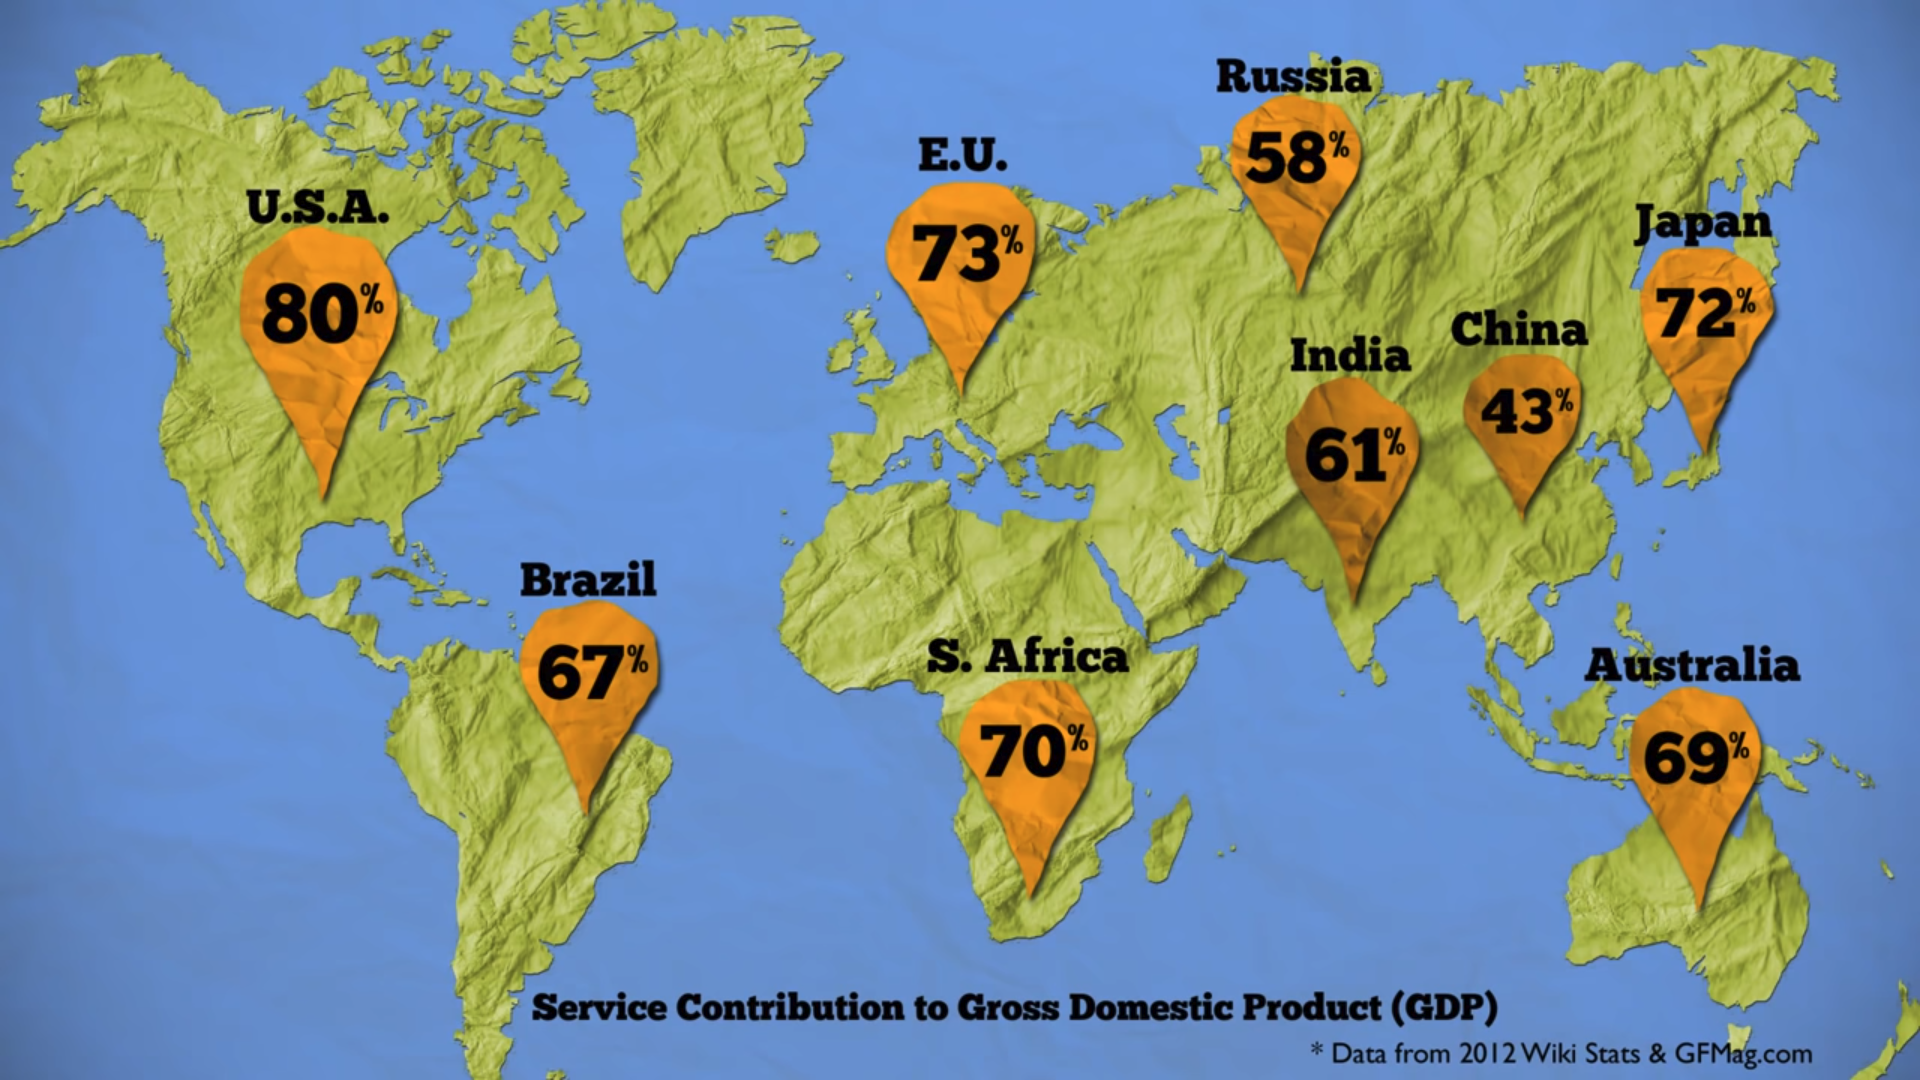 Russia
58%
E.U.
73%
U.S.A.
80%
Japan
72%
China
43%
India
61%
Brazil
67%
S. Africa
70%
Australia
69%
Service Contribution to Gross Domestic Product (GDP)
* Data from 2012 Wiki Stats & GFMag.com